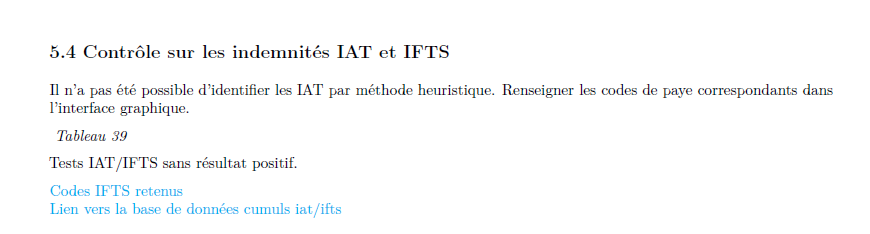 5.4 Contrôle sur les indemnités IAT et IFTS
Il n'a pas été possible d'identifier les IAT par méthode heuristique. Renseigner les codes de paye correspondants dans
l'interface graphique.
Tableau 39
Tests IAT/IFTS sans résultat positif.
Codes IFTS retenus
Lien vers la base de données cumuls iat/ifts